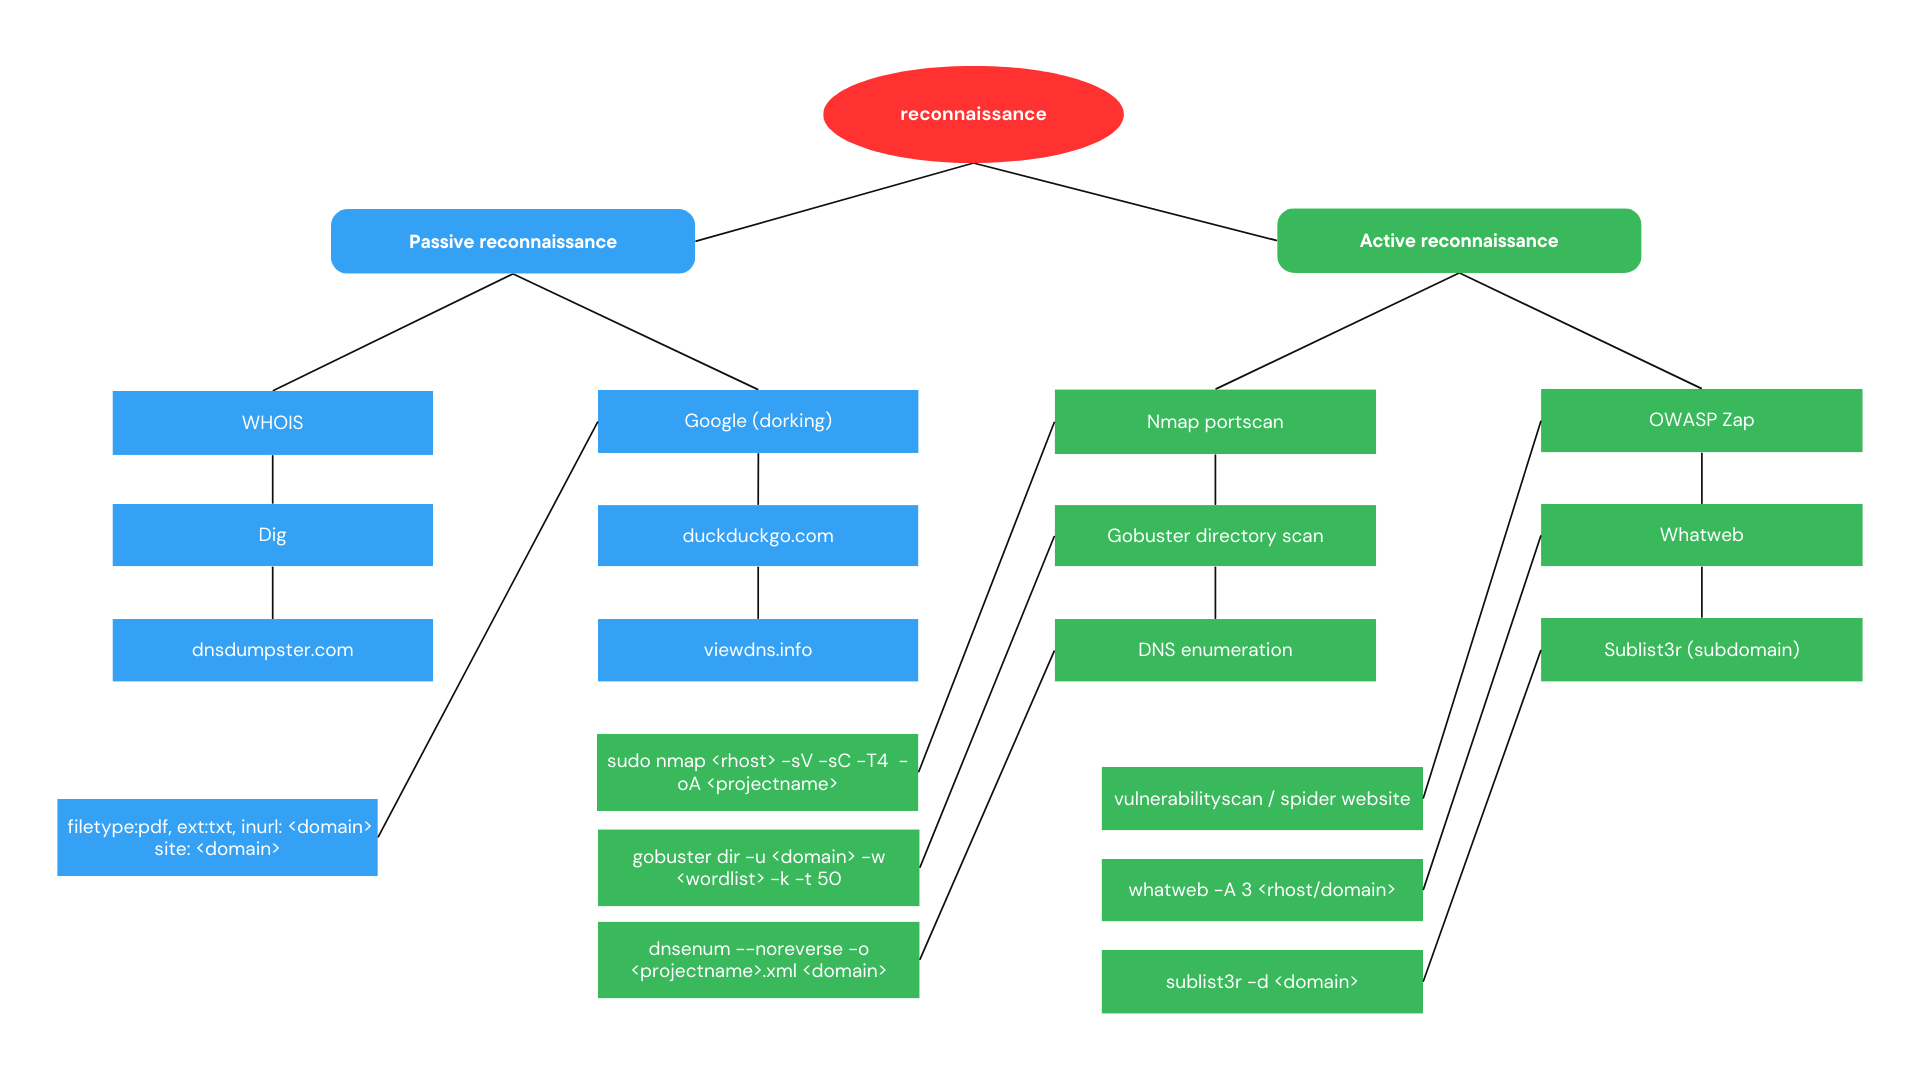 reconnaissance
Passive reconnaissance
Active reconnaissance
WHOIS
Google (dorking)
Nmap portscan
OWASP Zap
Dig
duckduckgo.com
Gobuster directory scan
Whatweb
dnsdumpster.com
viewdns.info
DNS enumeration
Sublist3r (subdomain)
sudo nmap <rhost> -sV -sC -T4  -
oA <projectname>
vulnerabilityscan / spider website
filetype:pdf, ext:txt, inurl: <domain>
site: <domain>
gobuster dir -u <domain> -w
<wordlist> -k -t 50
whatweb -A 3 <rhost/domain>
dnsenum --noreverse -o
<projectname>.xml <domain>
sublist3r -d <domain>